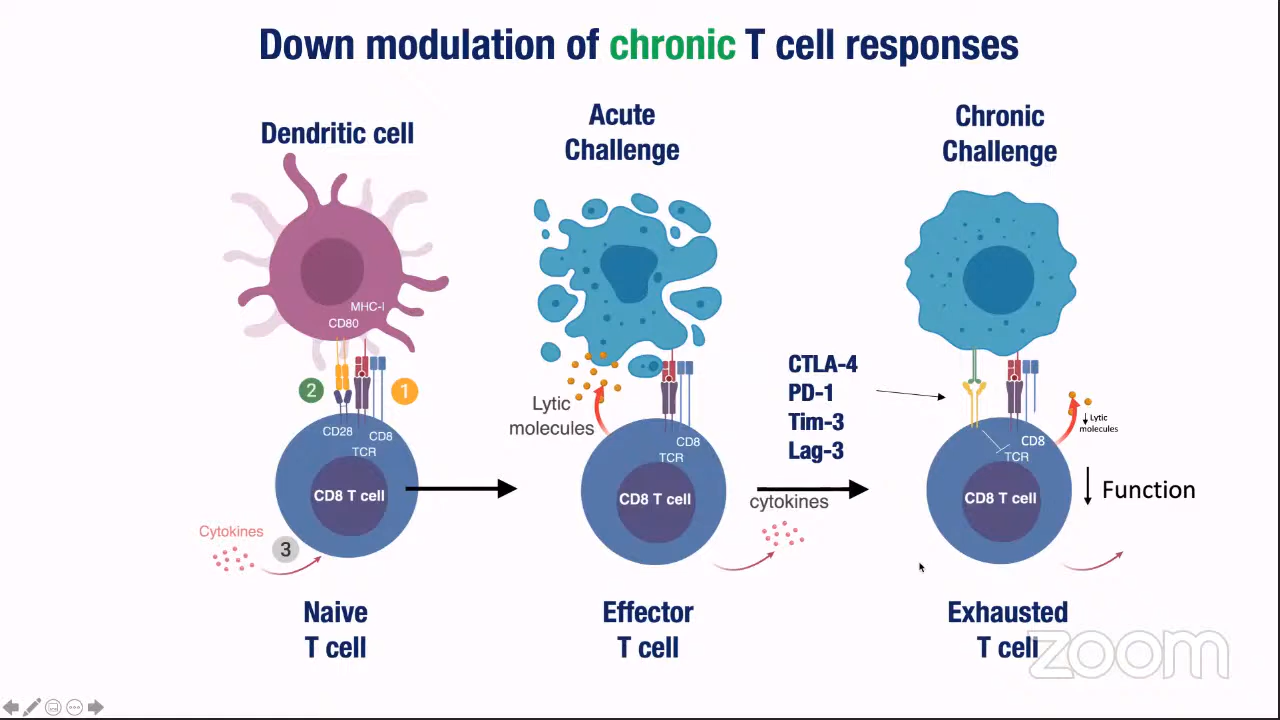 Down modulation of chronic T cell responses
Dendritic cell
MHC-I
CD80
2
1
CD28
CD8
TCR
CD8 T cell
Cytokines
3
Naive
T cell
Acute
Challenge
Lytic
molecules
CD8
TCR
CD8 T cell
cytokines
Effector
T cell
CTLA-4
PD-1
Tim-3
Lag-3
Chronic
Challenge
Lytic
molecules
CD8
TCR
CD8 T cell
Function
Exhausted
T cell
zoom